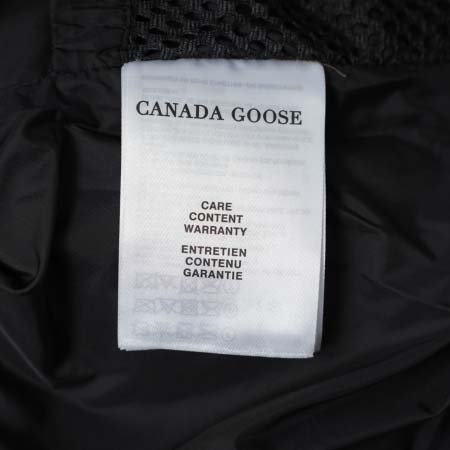 CANADA GOOSE
CARE
CONTENT
WARRANTY
ENTRETIEN
CONTENU
GARANTIE